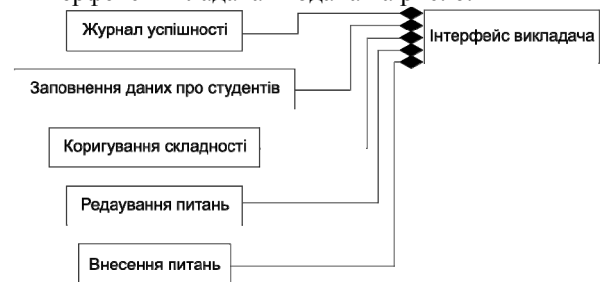 Журнал успішності
Інтерфейс викладача
Заповнення даних про студентів
Коригування складності
Редаування питань
Внесення питань